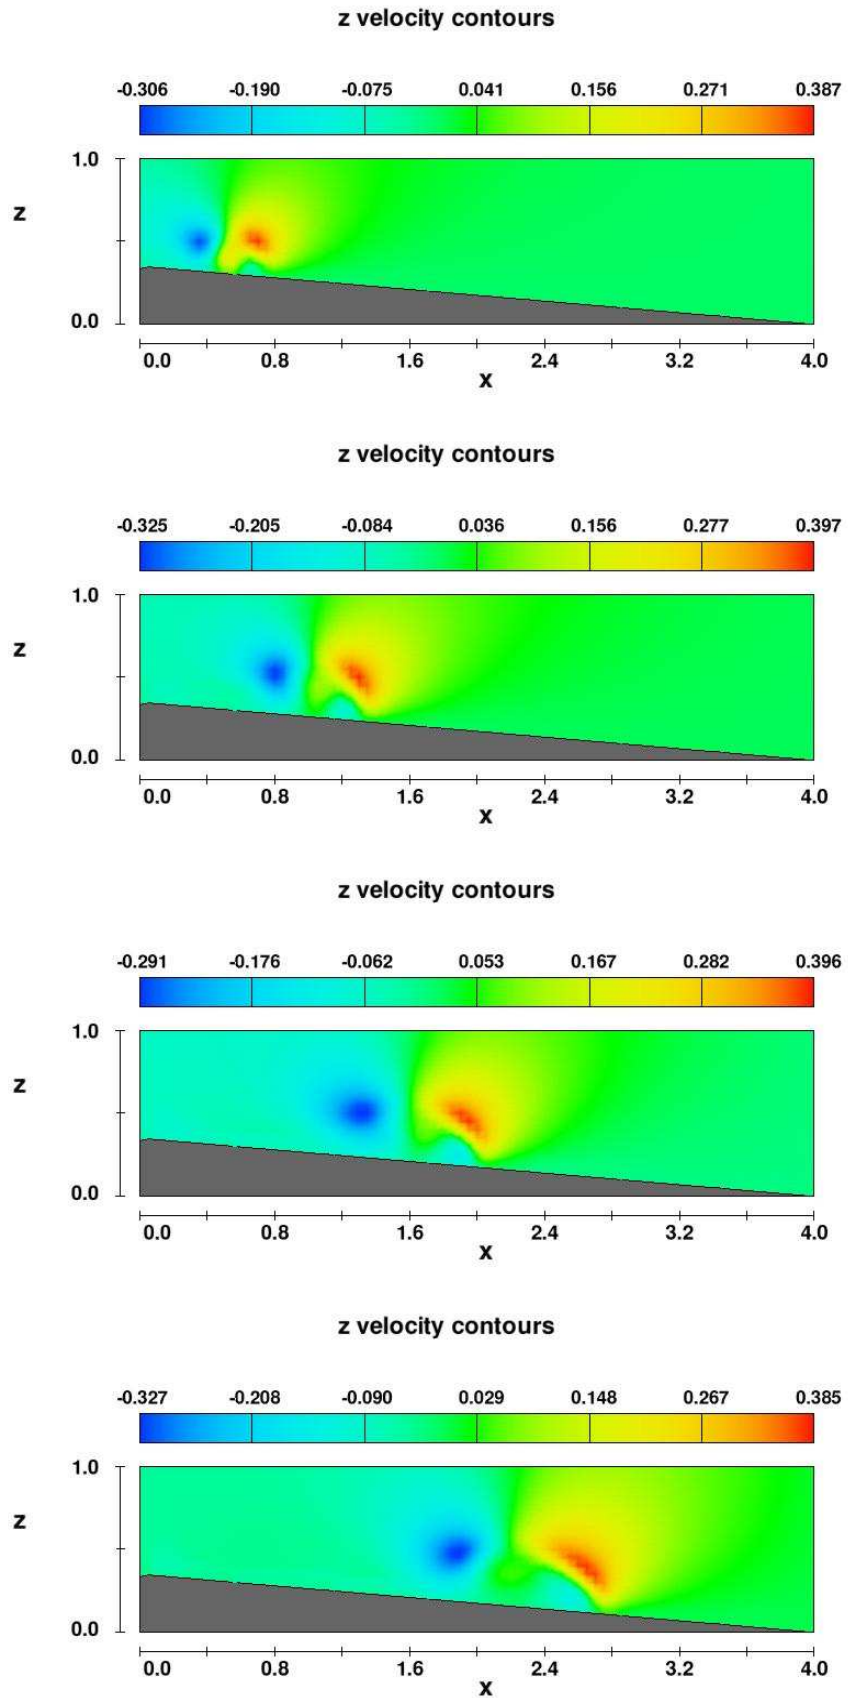 z velocity contours
-0.306 -0.190 -0.075 0.041 0.156 0.271 0.387
1.0
z
0.0
0.0 0.8 1.6 2.4 3.2 4.0
x
z velocity contours
-0.325 -0.205 -0.084 0.036 0.156 0.277 0.397
1.0
z
0.0
0.0 0.8 1.6 2.4 3.2 4.0
x
z velocity contours
-0.291 -0.176 -0.062 0.053 0.167 0.282 0.396
1.0
z
0.0
0.0 0.8 1.6 2.4 3.2 4.0
x
z velocity contours
-0.327 -0.208 -0.090 0.029 0.148 0.267 0.385
1.0
z
0.0
0.0 0.8 1.6 2.4 3.2 4.0
x